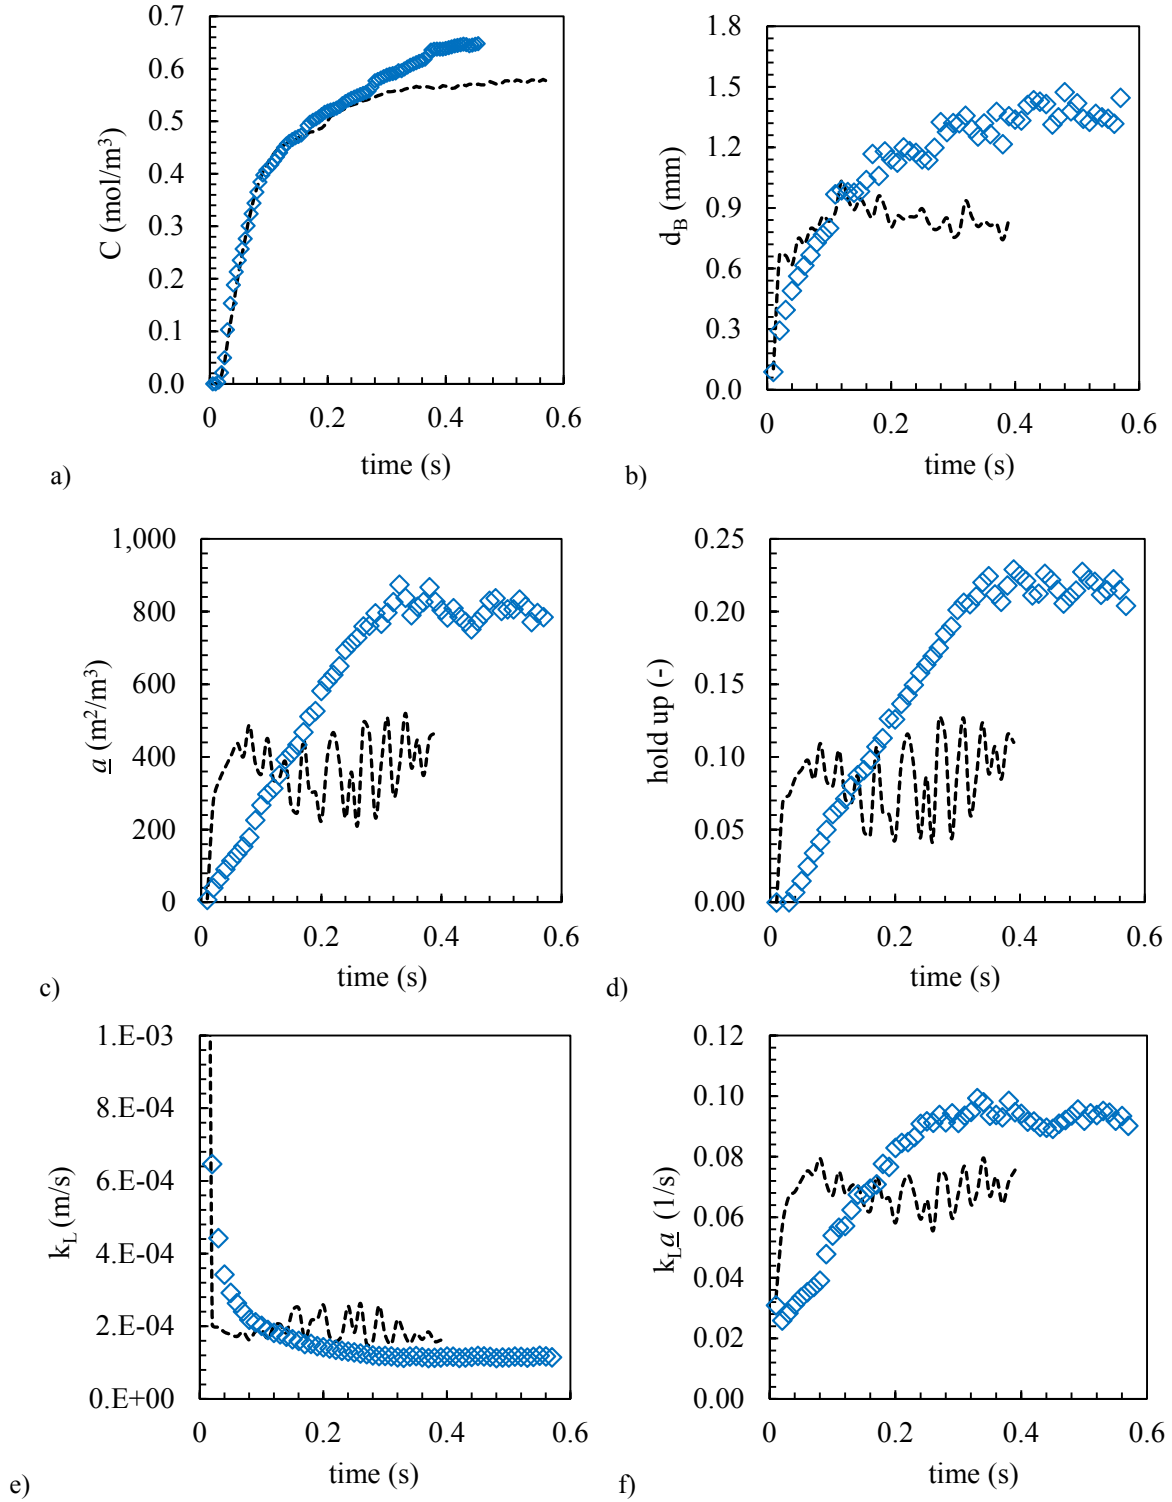 0.7
0.6
0.5
0.4
0.3
0.2
0.1
0.0
C (mol/m³)
0 0.2 0.4 0.6
time (s)
a)
1.8
1.5
1.2
0.9
0.6
0.3
0.0
d_B (mm)
0 0.2 0.4 0.6
time (s)
b)
1,000
800
600
400
200
0
a (m²/m³)
0 0.2 0.4 0.6
time (s)
c)
0.25
0.20
0.15
0.10
0.05
0.00
hold up (-)
0 0.2 0.4 0.6
time (s)
d)
1.E-03
8.E-04
6.E-04
4.E-04
2.E-04
0.E+00
k_L (m/s)
0 0.2 0.4 0.6
time (s)
e)
0.12
0.10
0.08
0.06
0.04
0.02
0.00
k_L a (1/s)
0 0.2 0.4 0.6
time (s)
f)